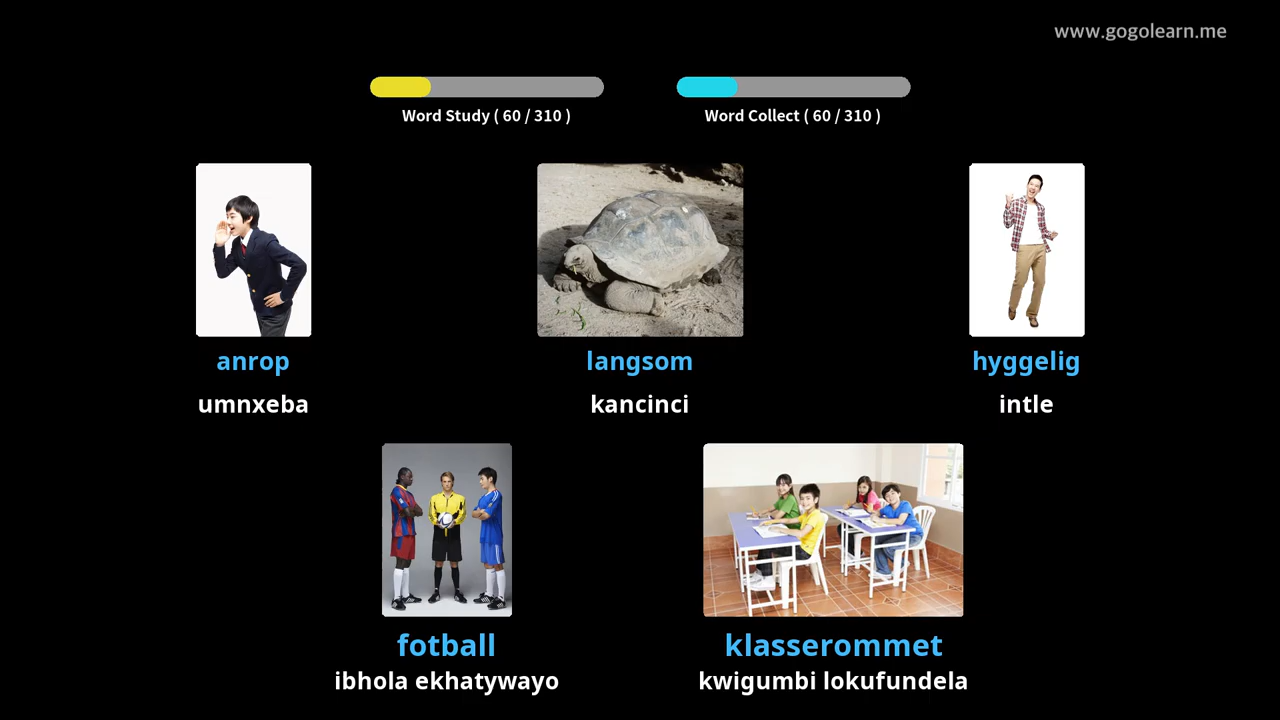 www.gogolearn.me
Word Study ( 60 / 310 )
Word Collect ( 60 / 310 )
anrop
langsom
hyggelig
umnxeba
kancinci
intle
fotball
klasserommet
ibhola ekhatywayo
kwigumbi lokufundela